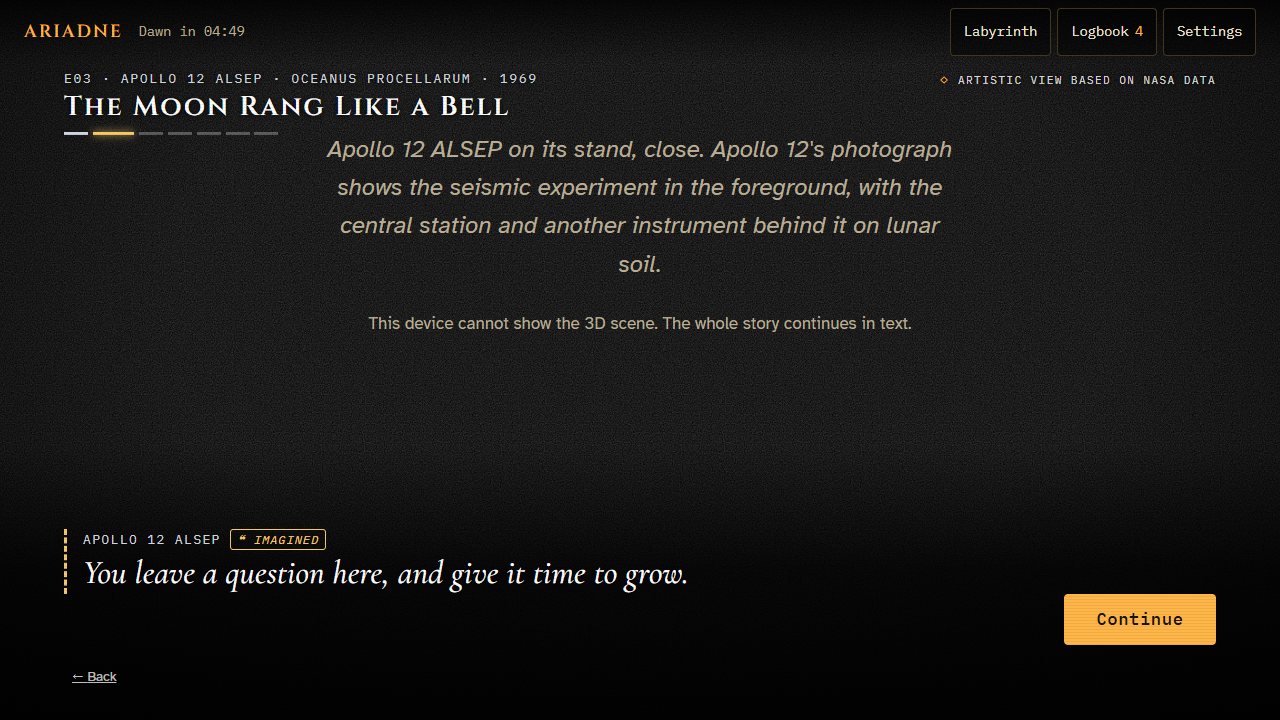 ARIADNE Dawn in 04:49 Labyrinth Logbook 4 Settings
E03 · APOLLO 12 ALSEP · OCEANUS PROCELLARUM · 1969
◇ ARTISTIC VIEW BASED ON NASA DATA
The Moon Rang Like a Bell
Apollo 12 ALSEP on its stand, close. Apollo 12's photograph
shows the seismic experiment in the foreground, with the
central station and another instrument behind it on lunar
soil.
This device cannot show the 3D scene. The whole story continues in text.
APOLLO 12 ALSEP ❝ IMAGINED
You leave a question here, and give it time to grow.
Continue
← Back